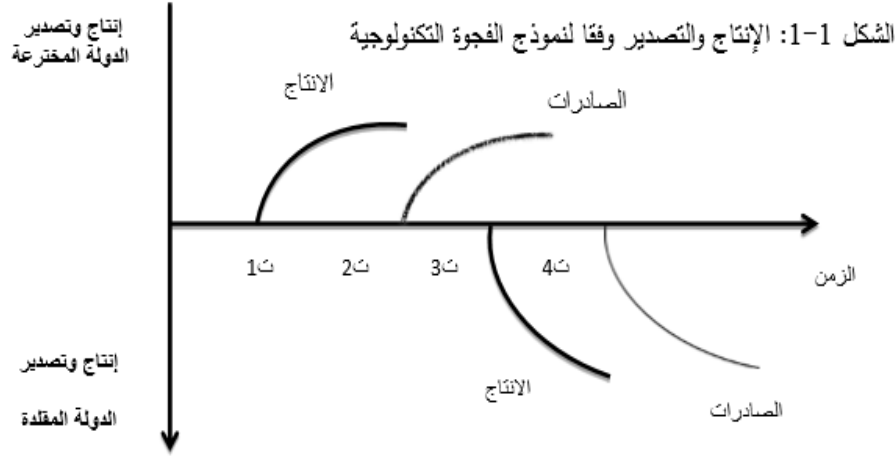 الشكل 1-1: الإنتاج والتصدير وفقا لنموذج الفجوة التكنولوجية
إنتاج وتصدير
الدولة المخترعة
الانتاج
الصادرات
ت1
ت2
ت3
ت4
الزمن
إنتاج وتصدير
الدولة المقلدة
الانتاج
الصادرات